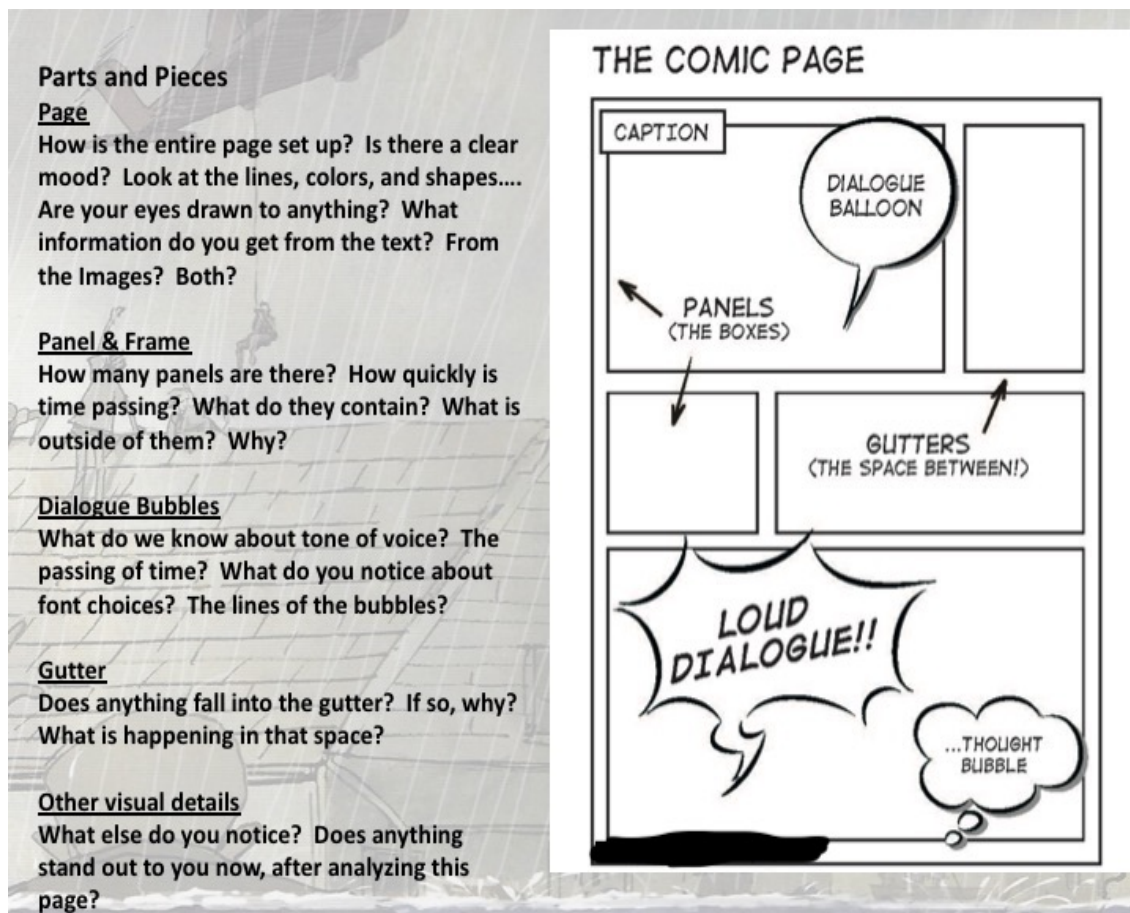 Parts and Pieces
Page
How is the entire page set up? Is there a clear
mood? Look at the lines, colors, and shapes....
Are your eyes drawn to anything? What
information do you get from the text? From
the Images? Both?
Panel & Frame
How many panels are there? How quickly is
time passing? What do they contain? What is
outside of them? Why?
Dialogue Bubbles
What do we know about tone of voice? The
passing of time? What do you notice about
font choices? The lines of the bubbles?
Gutter
Does anything fall into the gutter? If so, why?
What is happening in that space?
Other visual details
What else do you notice? Does anything
stand out to you now, after analyzing this
page?
THE COMIC PAGE
CAPTION
DIALOGUE
BALLOON
PANELS
(THE BOXES)
GUTTERS
(THE SPACE BETWEEN!)
LOUD
DIALOGUE!!
...THOUGHT
BUBBLE